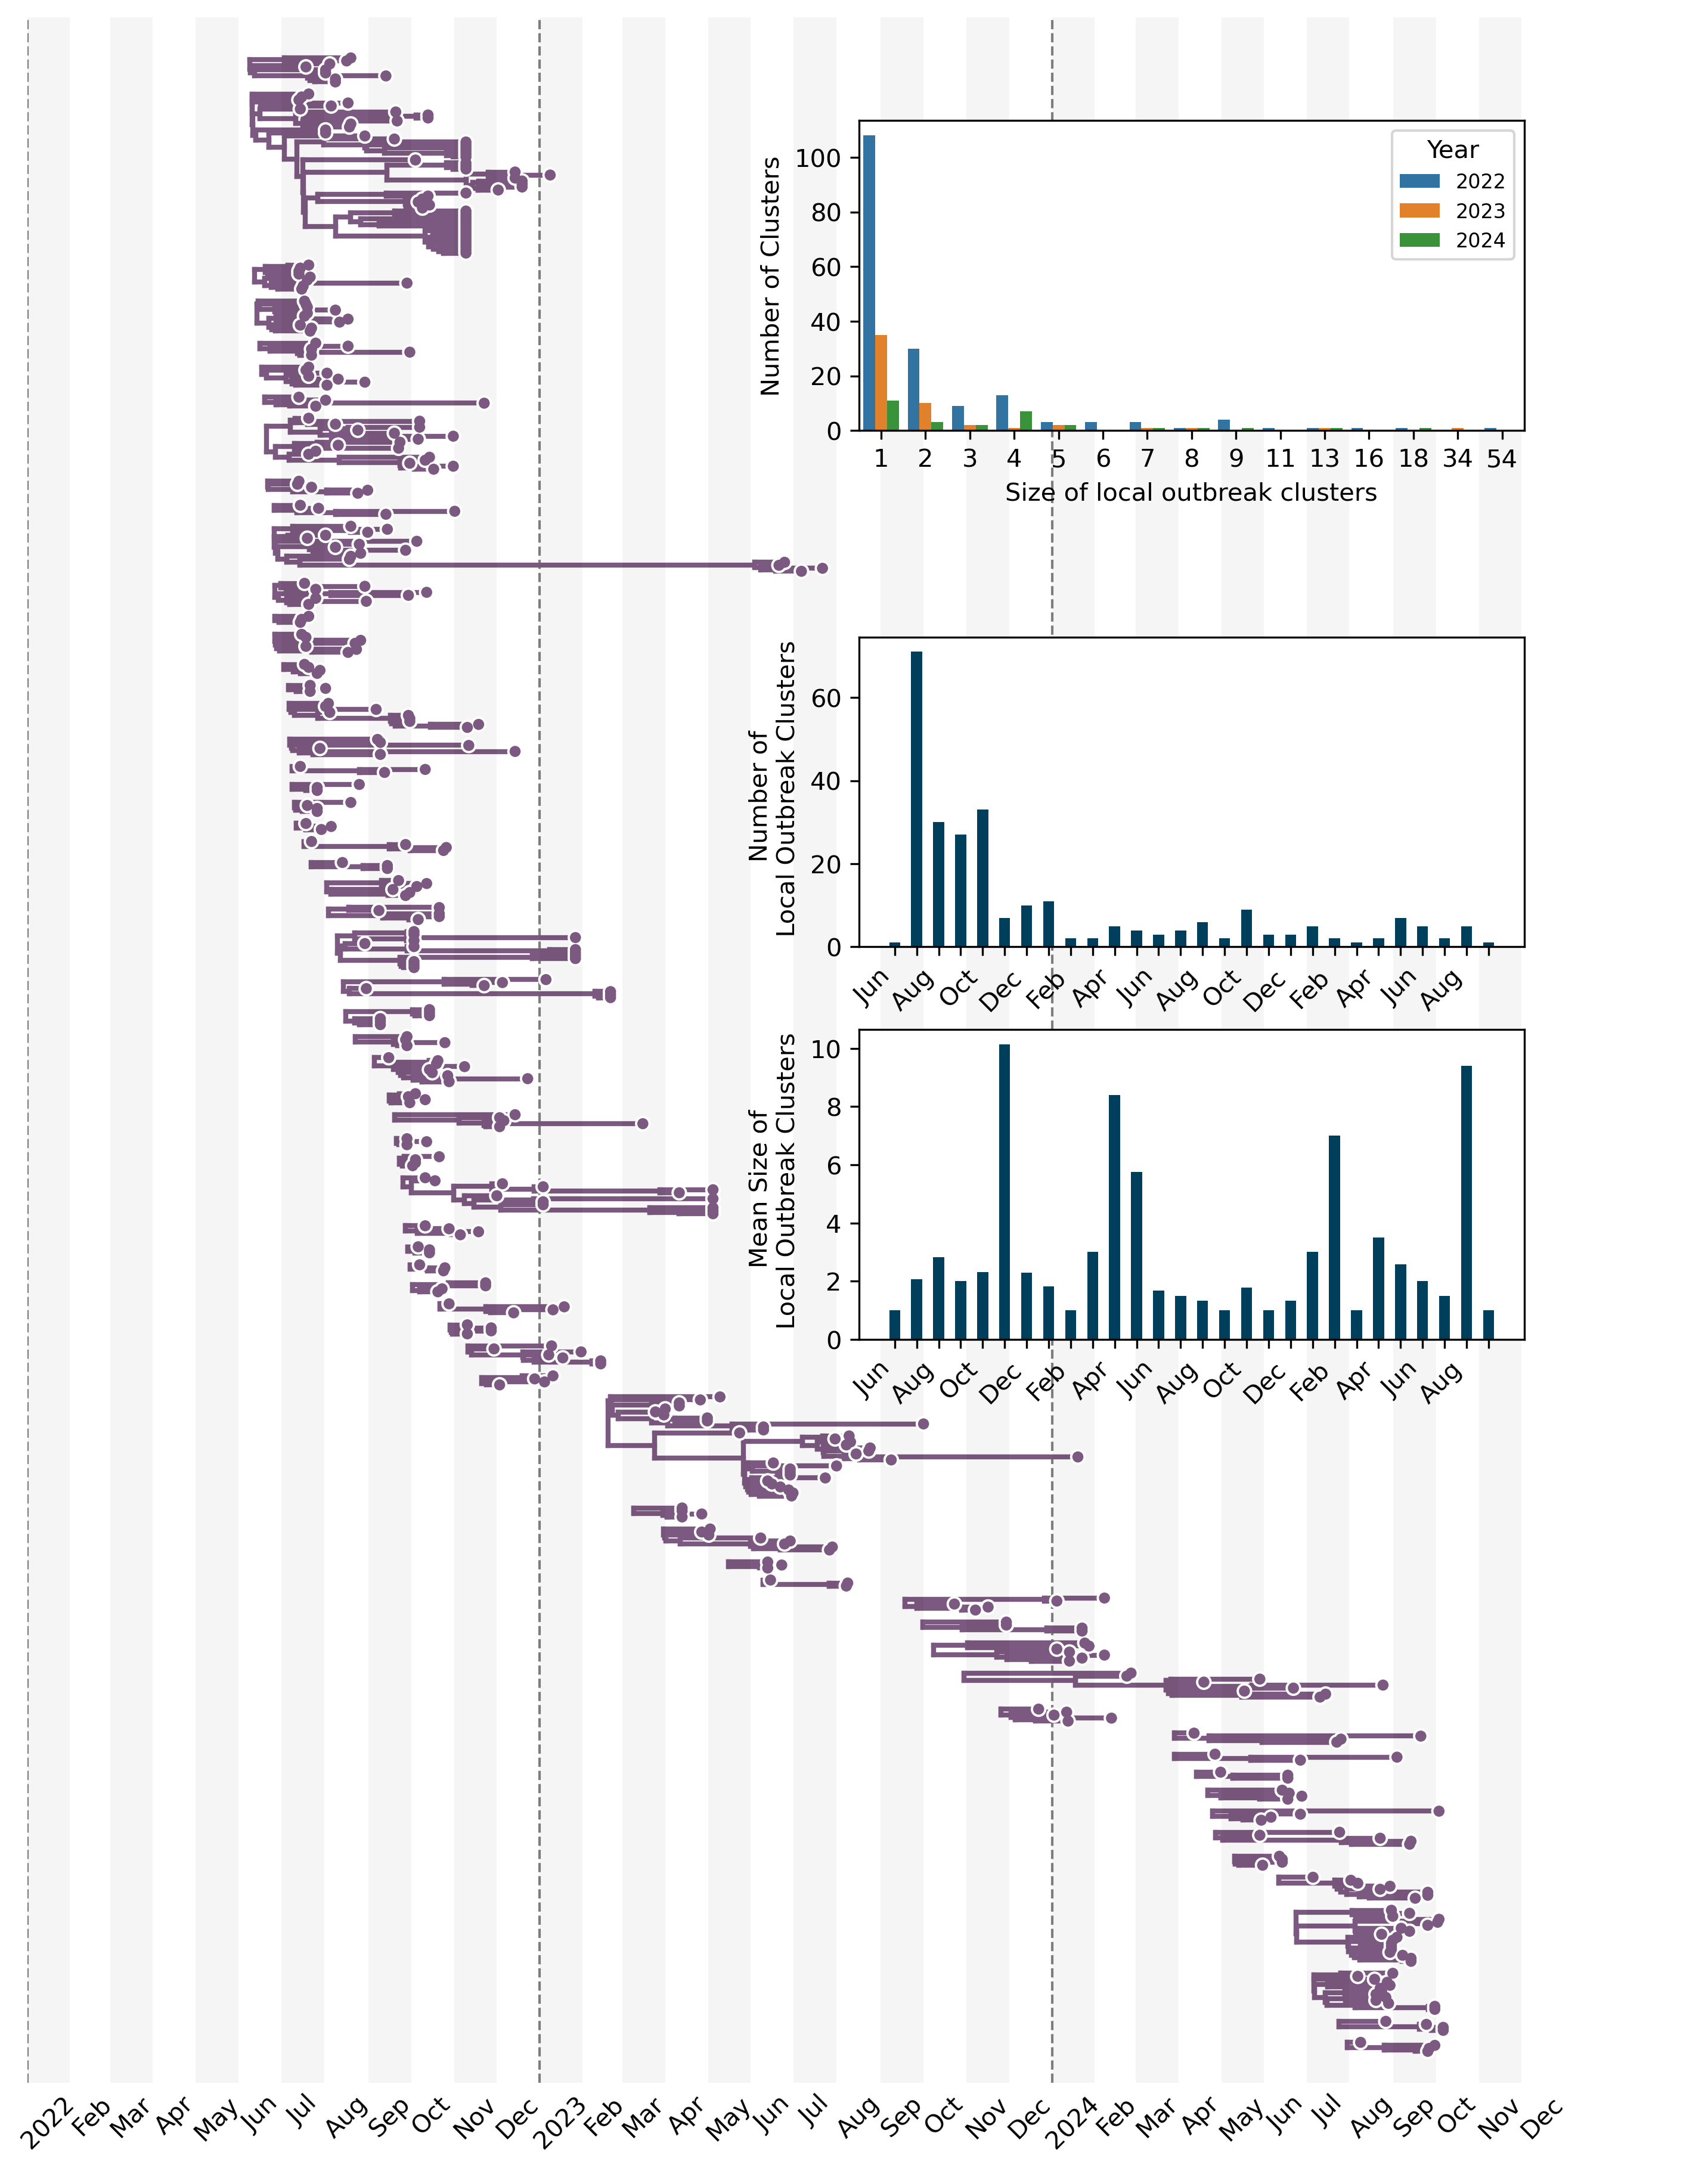 Number of Clusters
100
80
60
40
20
0
Year
2022
2023
2024
1 2 3 4 5 6 7 8 9 11 13 16 18 34 54
Size of local outbreak clusters
Number of
Local Outbreak Clusters
60
40
20
0
Jun Aug Oct Dec Feb Apr Jun Aug Oct Dec Feb Apr Jun Aug
Mean Size of
Local Outbreak Clusters
10
8
6
4
2
0
Jun Aug Oct Dec Feb Apr Jun Aug Oct Dec Feb Apr Jun Aug
2022 Feb Mar Apr May Jun Jul Aug Sep Oct Nov Dec 2023 Feb Mar Apr May Jun Jul Aug Sep Oct Nov Dec 2024 Feb Mar Apr May Jun Jul Aug Sep Oct Nov Dec